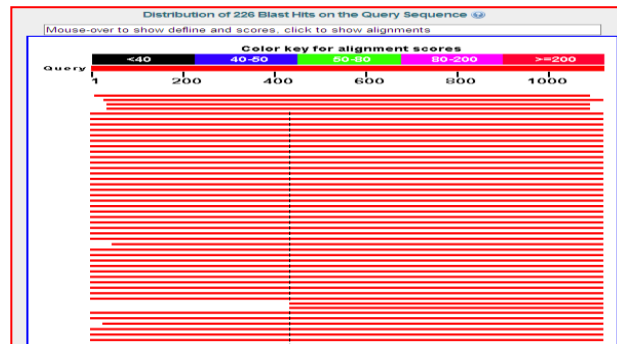 Distribution of 226 Blast Hits on the Query Sequence
Mouse-over to show defline and scores, click to show alignments
Color key for alignment scores
<40 40-50 50-80 80-200 >=200
Query
1 200 400 600 800 1000